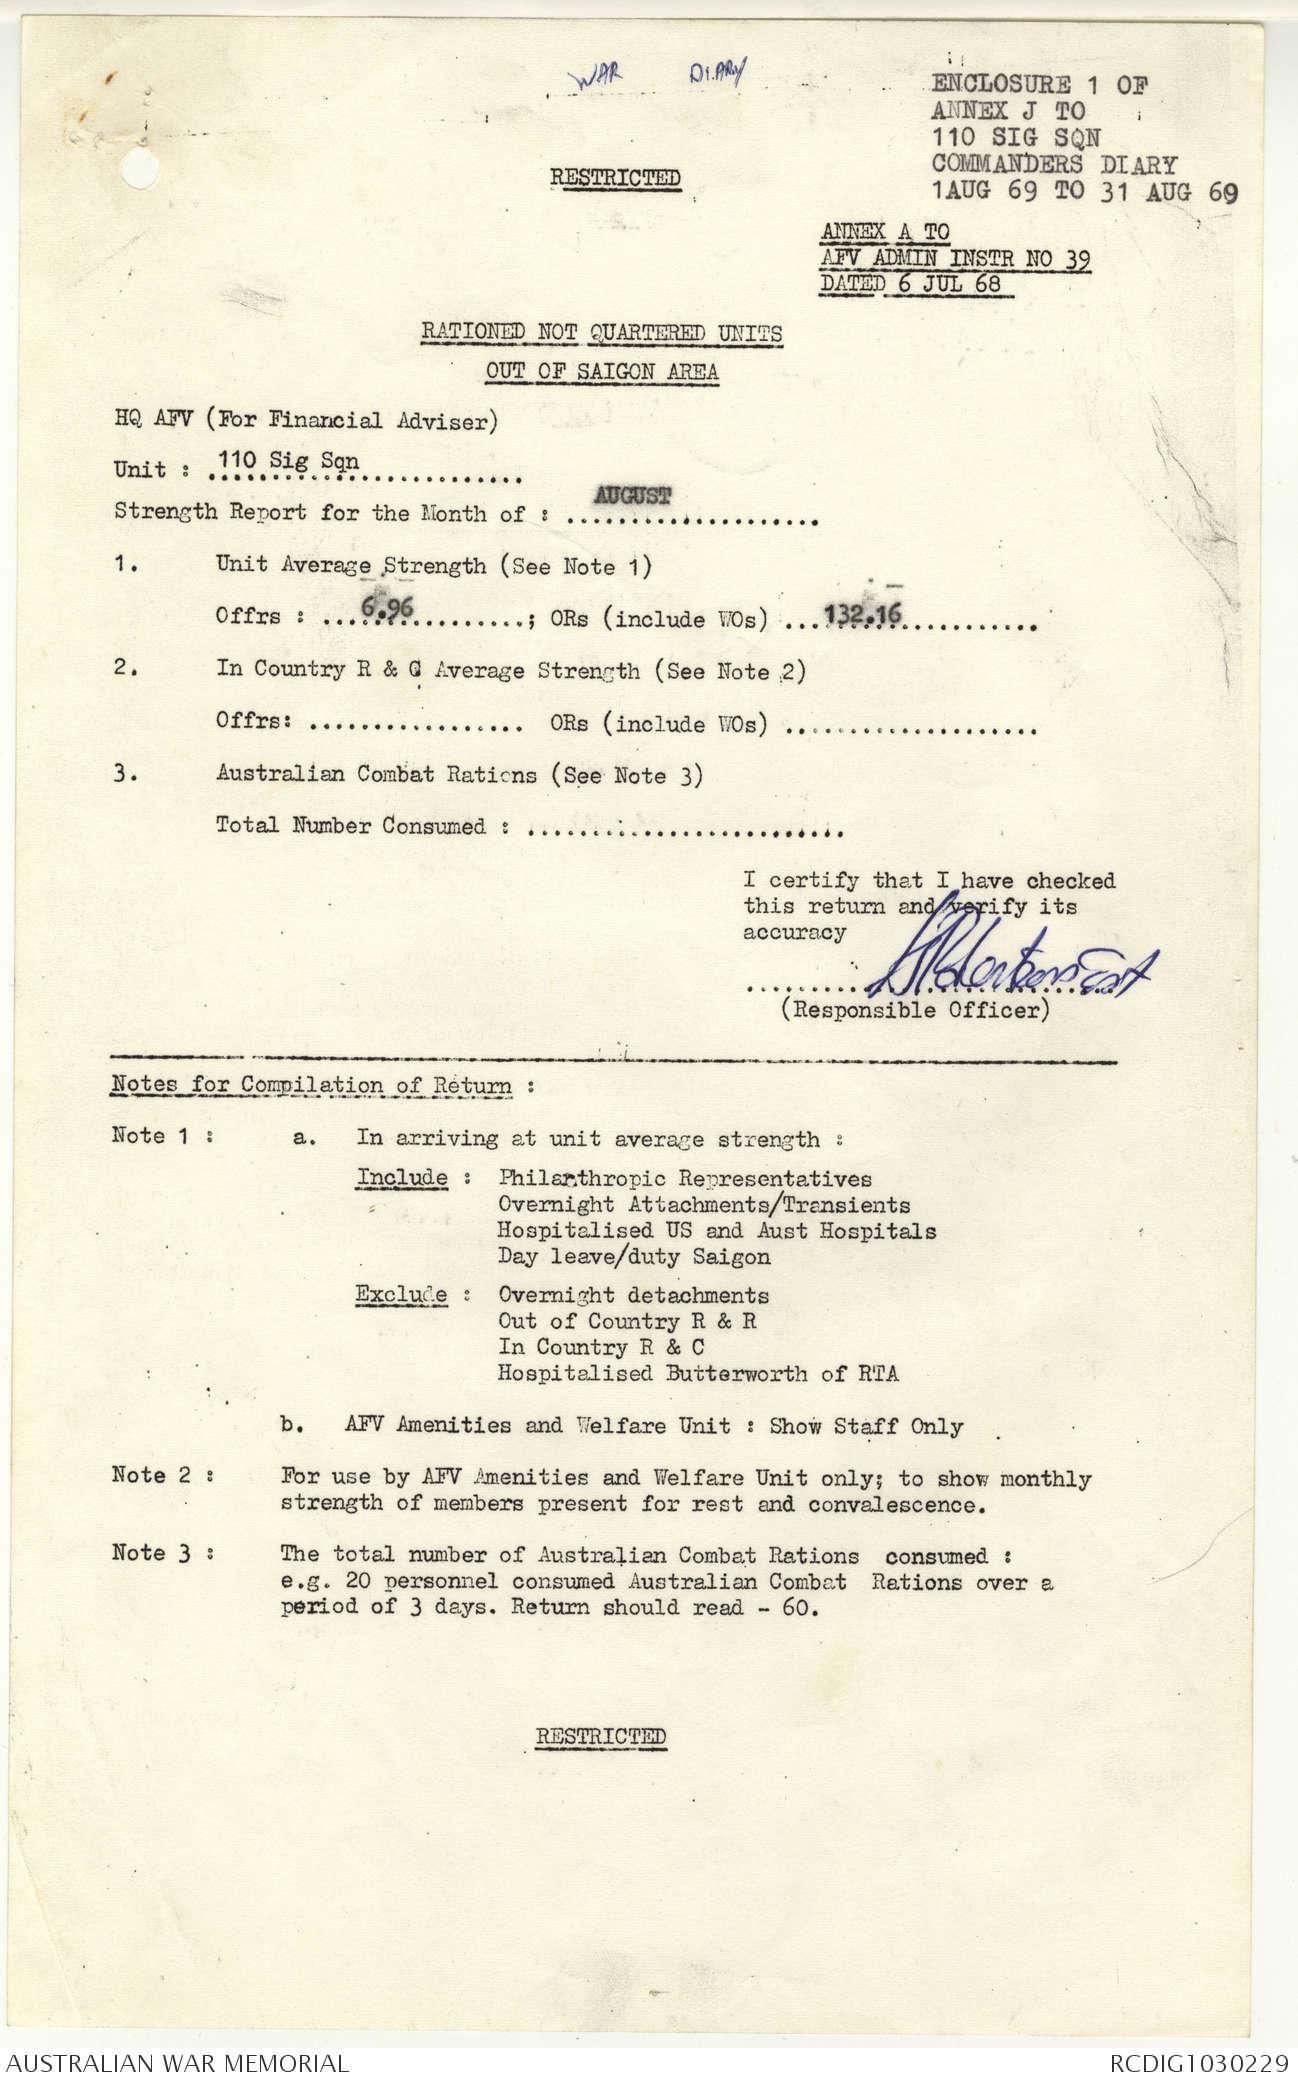 WAR DIARY
ENCLOSURE 1 OF
ANNEX J TO
110 SIG SQN
COMMANDERS DIARY
1AUG 69 TO 31 AUG 69
RESTRICTED
ANNEX A TO
AFV ADMIN INSTR NO 39
DATED 6 JUL 68
RATIONED NOT QUARTERED UNITS
OUT OF SAIGON AREA
HQ AFV (For Financial Adviser)
Unit : 110 Sig Sqn
Strength Report for the Month of : AUGUST
1. Unit Average Strength (See Note 1)
Offrs : 6.96 ; ORs (include WOs) 132.16
2. In Country R & C Average Strength (See Note 2)
Offrs: ................. ORs (include WOs) ....................
3. Australian Combat Rations (See Note 3)
Total Number Consumed : .........................
I certify that I have checked
this return and verify its
accuracy
(Responsible Officer)
Notes for Compilation of Return :
Note 1 : a. In arriving at unit average strength :
Include : Philanthropic Representatives
Overnight Attachments/Transients
Hospitalised US and Aust Hospitals
Day leave/duty Saigon
Exclude : Overnight detachments
Out of Country R & R
In Country R & C
Hospitalised Butterworth of RTA
b. AFV Amenities and Welfare Unit : Show Staff Only
Note 2 : For use by AFV Amenities and Welfare Unit only; to show monthly
strength of members present for rest and convalescence.
Note 3 : The total number of Australian Combat Rations consumed :
e.g. 20 personnel consumed Australian Combat Rations over a
period of 3 days. Return should read - 60.
RESTRICTED
AUSTRALIAN WAR MEMORIAL
RCDIG1030229